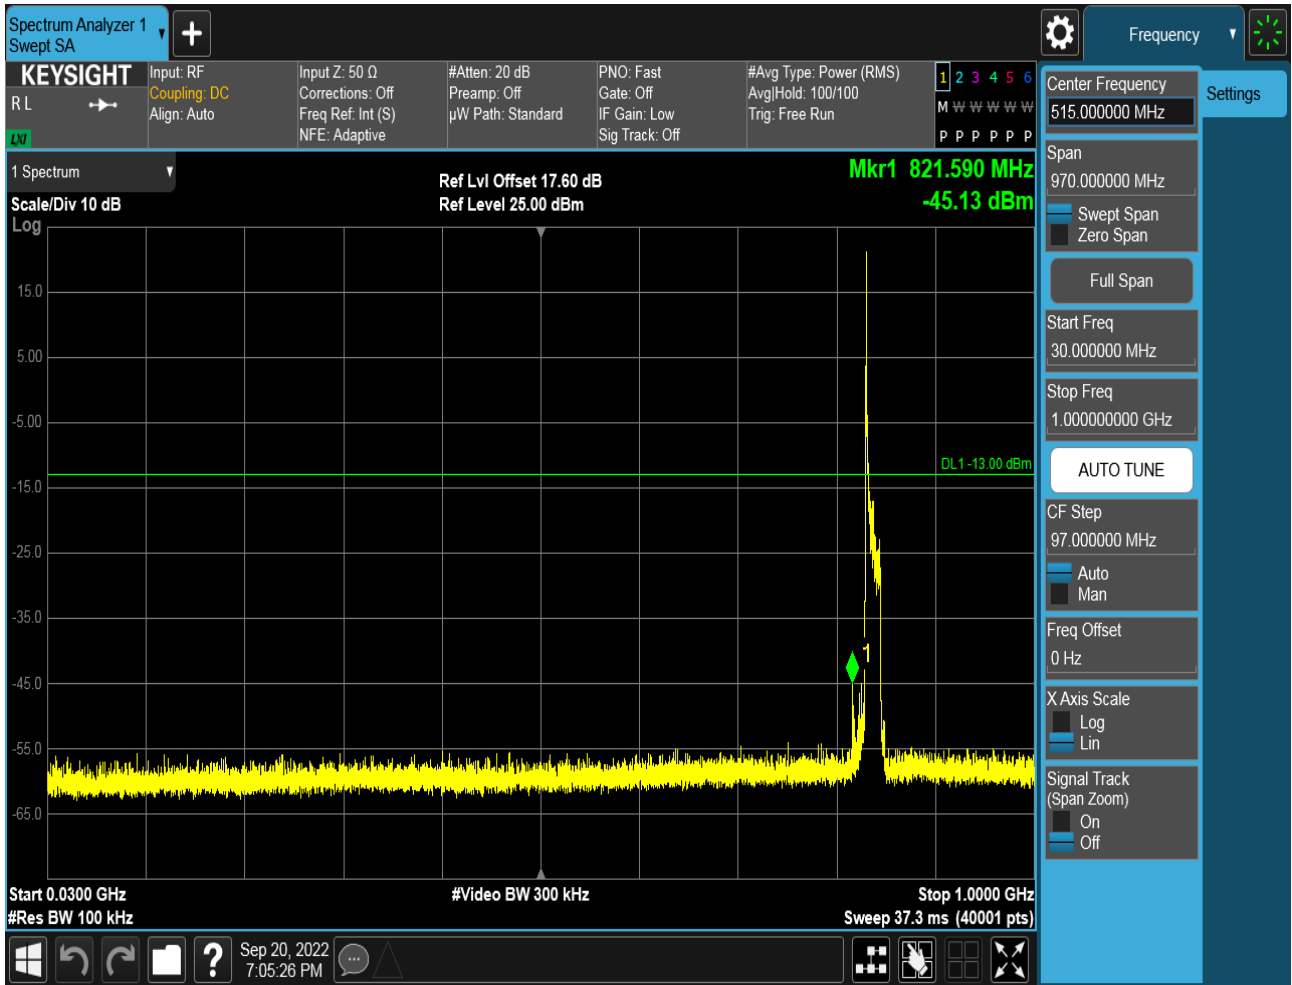 Spectrum Analyzer 1
Swept SA
Frequency
KEYSIGHT
R L
LXI
Input: RF
Coupling: DC
Align: Auto
Input Z: 50 Ω
Corrections: Off
Freq Ref: Int (S)
NFE: Adaptive
#Atten: 20 dB
Preamp: Off
µW Path: Standard
PNO: Fast
Gate: Off
IF Gain: Low
Sig Track: Off
#Avg Type: Power (RMS)
Avg|Hold: 100/100
Trig: Free Run
1 2 3 4 5 6
M W W W W W
P P P P P P
1 Spectrum
Scale/Div 10 dB
Log
Ref Lvl Offset 17.60 dB
Ref Level 25.00 dBm
Mkr1 821.590 MHz
-45.13 dBm
15.0
5.00
-5.00
-15.0
-25.0
-35.0
-45.0
-55.0
-65.0
DL1 -13.00 dBm
1
Start 0.0300 GHz
#Res BW 100 kHz
#Video BW 300 kHz
Stop 1.0000 GHz
Sweep 37.3 ms (40001 pts)
Center Frequency
515.000000 MHz
Settings
Span
970.000000 MHz
Swept Span
Zero Span
Full Span
Start Freq
30.000000 MHz
Stop Freq
1.000000000 GHz
AUTO TUNE
CF Step
97.000000 MHz
Auto
Man
Freq Offset
0 Hz
X Axis Scale
Log
Lin
Signal Track
(Span Zoom)
On
Off
?
Sep 20, 2022
7:05:26 PM